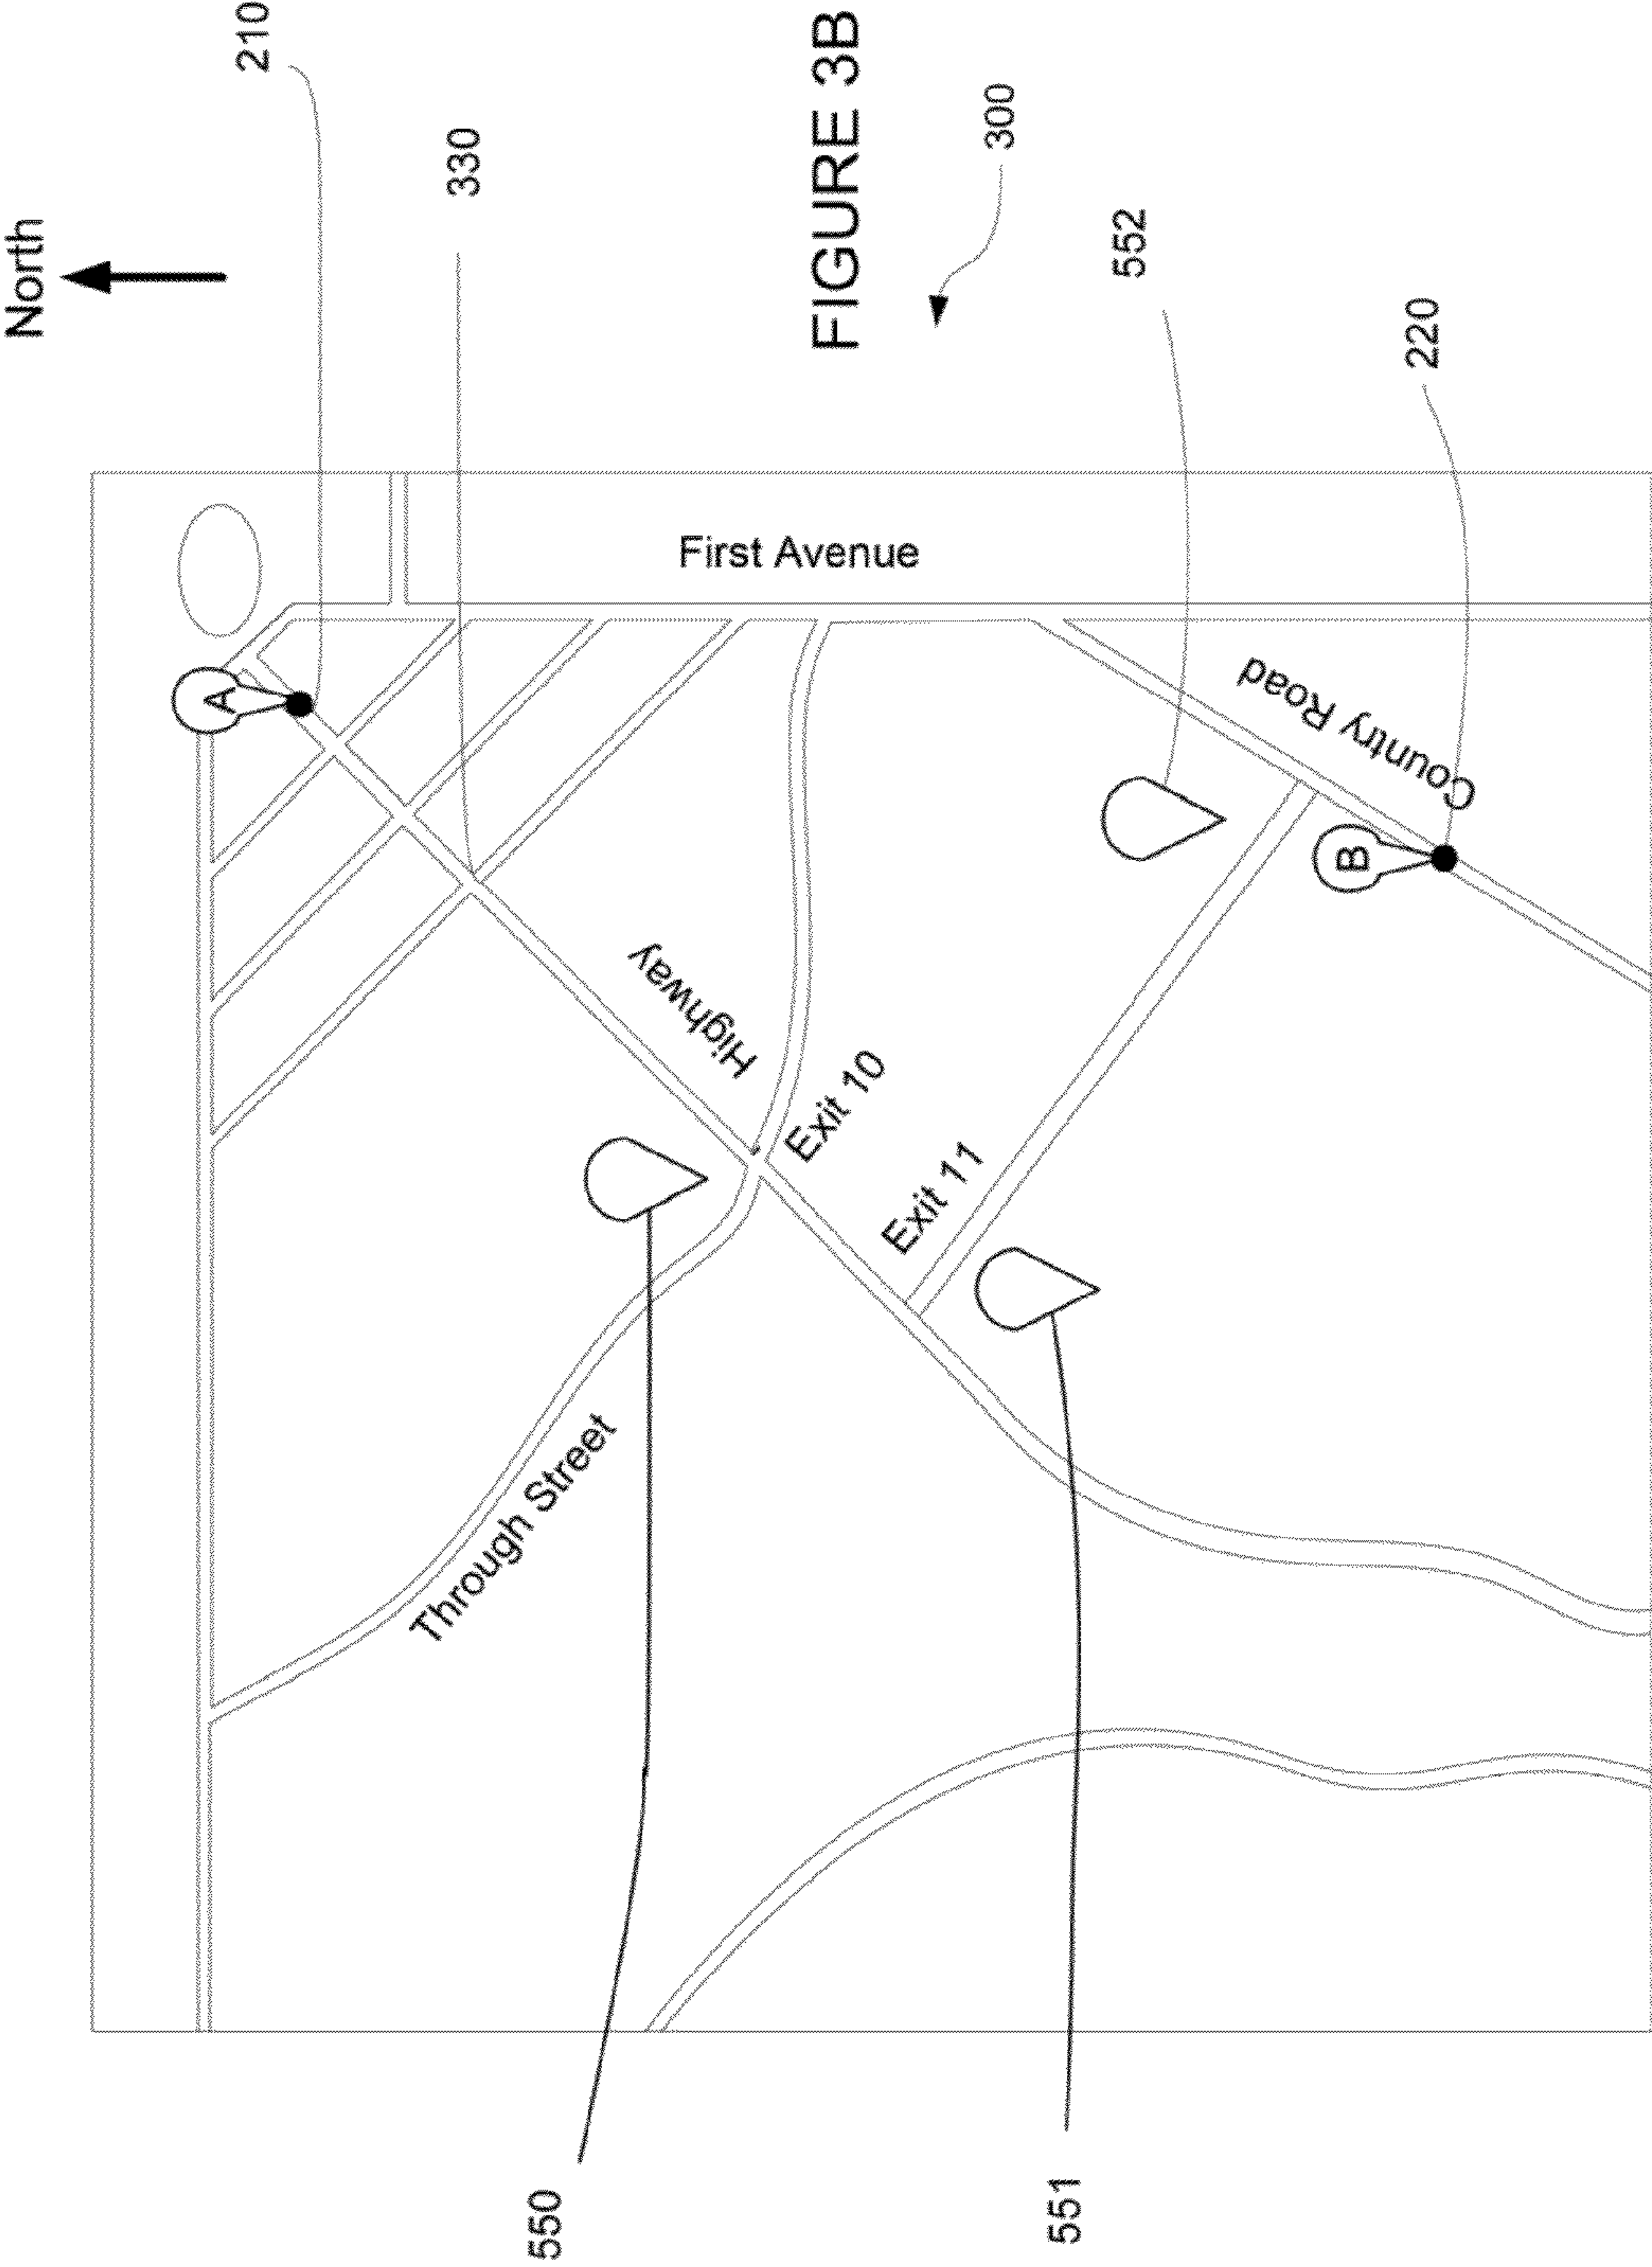 North
210
330
FIGURE 3B
300
552
220
First Avenue
A
Country Road
B
Highway
Exit 10
Exit 11
Through Street
550
551